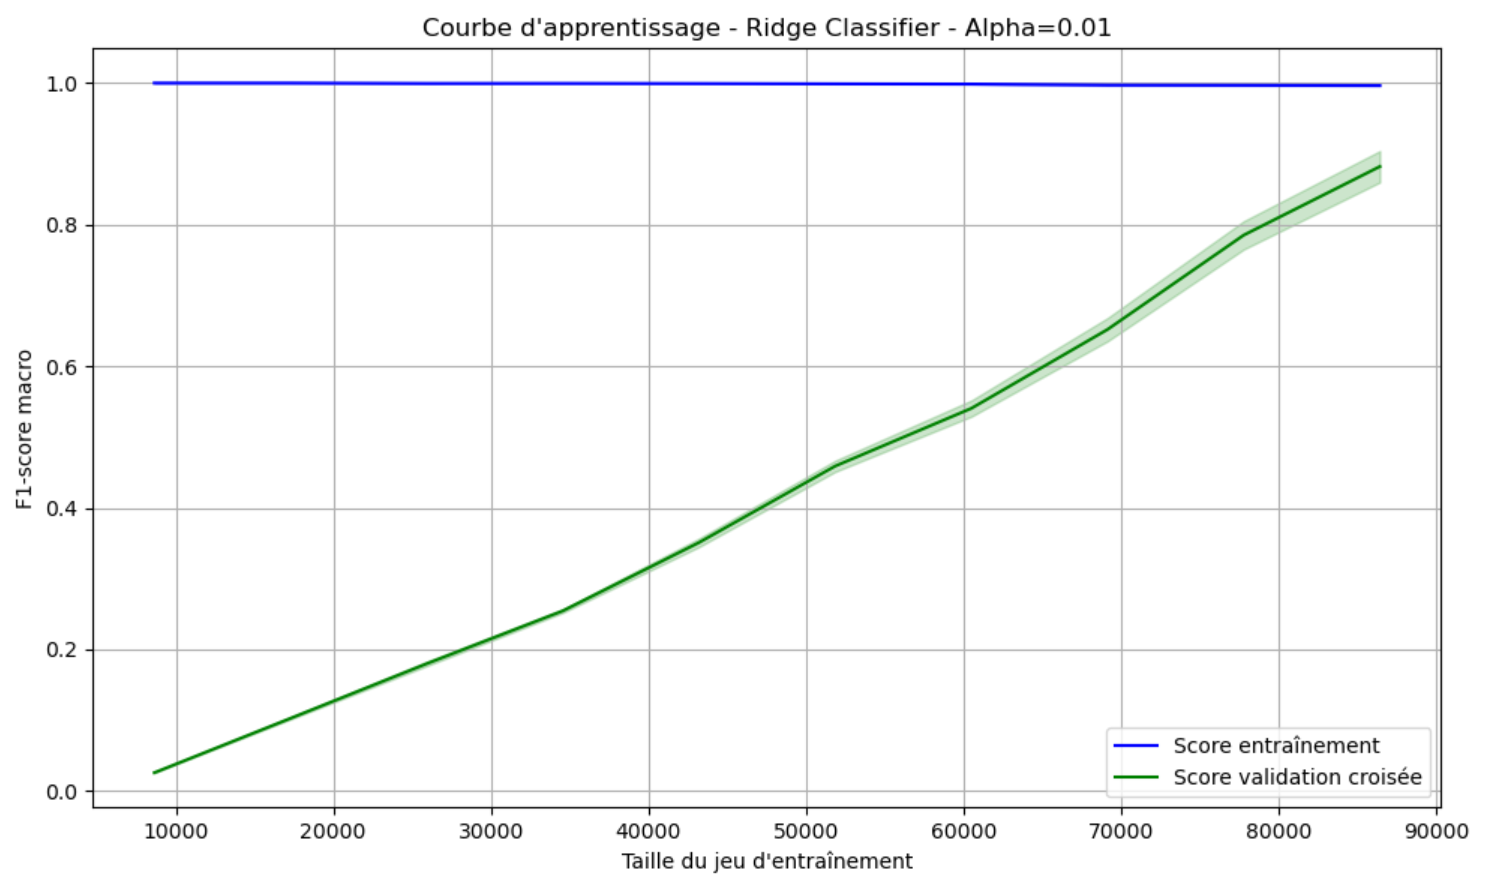 Courbe d'apprentissage - Ridge Classifier - Alpha=0.01
F1-score macro
1.0
0.8
0.6
0.4
0.2
0.0
Score entraînement
Score validation croisée
10000 20000 30000 40000 50000 60000 70000 80000 90000
Taille du jeu d'entraînement